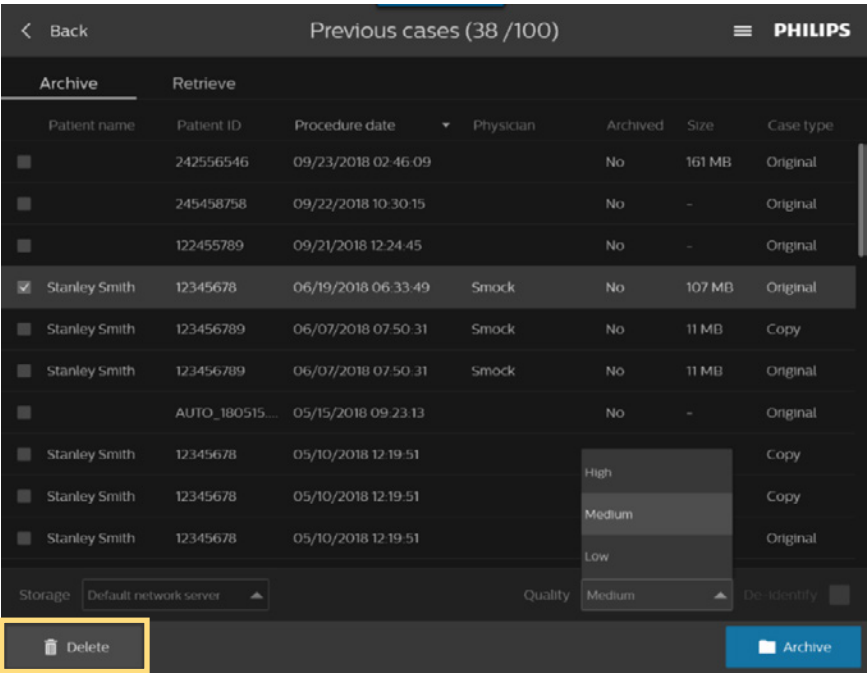 Back Previous cases (38 /100) PHILIPS
Archive Retrieve
Patient name Patient ID Procedure date Physician Archived Size Case type
242556546 09/23/2018 02:46:09 No 161 MB Original
245458758 09/22/2018 10:30:15 No - Original
122455789 09/21/2018 12:24:45 No - Original
Stanley Smith 12345678 06/19/2018 06:33:49 Smock No 107 MB Original
Stanley Smith 123456789 06/07/2018 07:50:31 Smock No 11 MB Copy
Stanley Smith 123456789 06/07/2018 07:50:31 Smock No 11 MB Original
AUTO_180515.... 05/15/2018 09:23:13 No - Original
Stanley Smith 12345678 05/10/2018 12:19:51 Copy
High
Stanley Smith 12345678 05/10/2018 12:19:51 Copy
Medium
Stanley Smith 12345678 05/10/2018 12:19:51 Original
Low
Storage Default network server Quality Medium De-Identify
Delete Archive